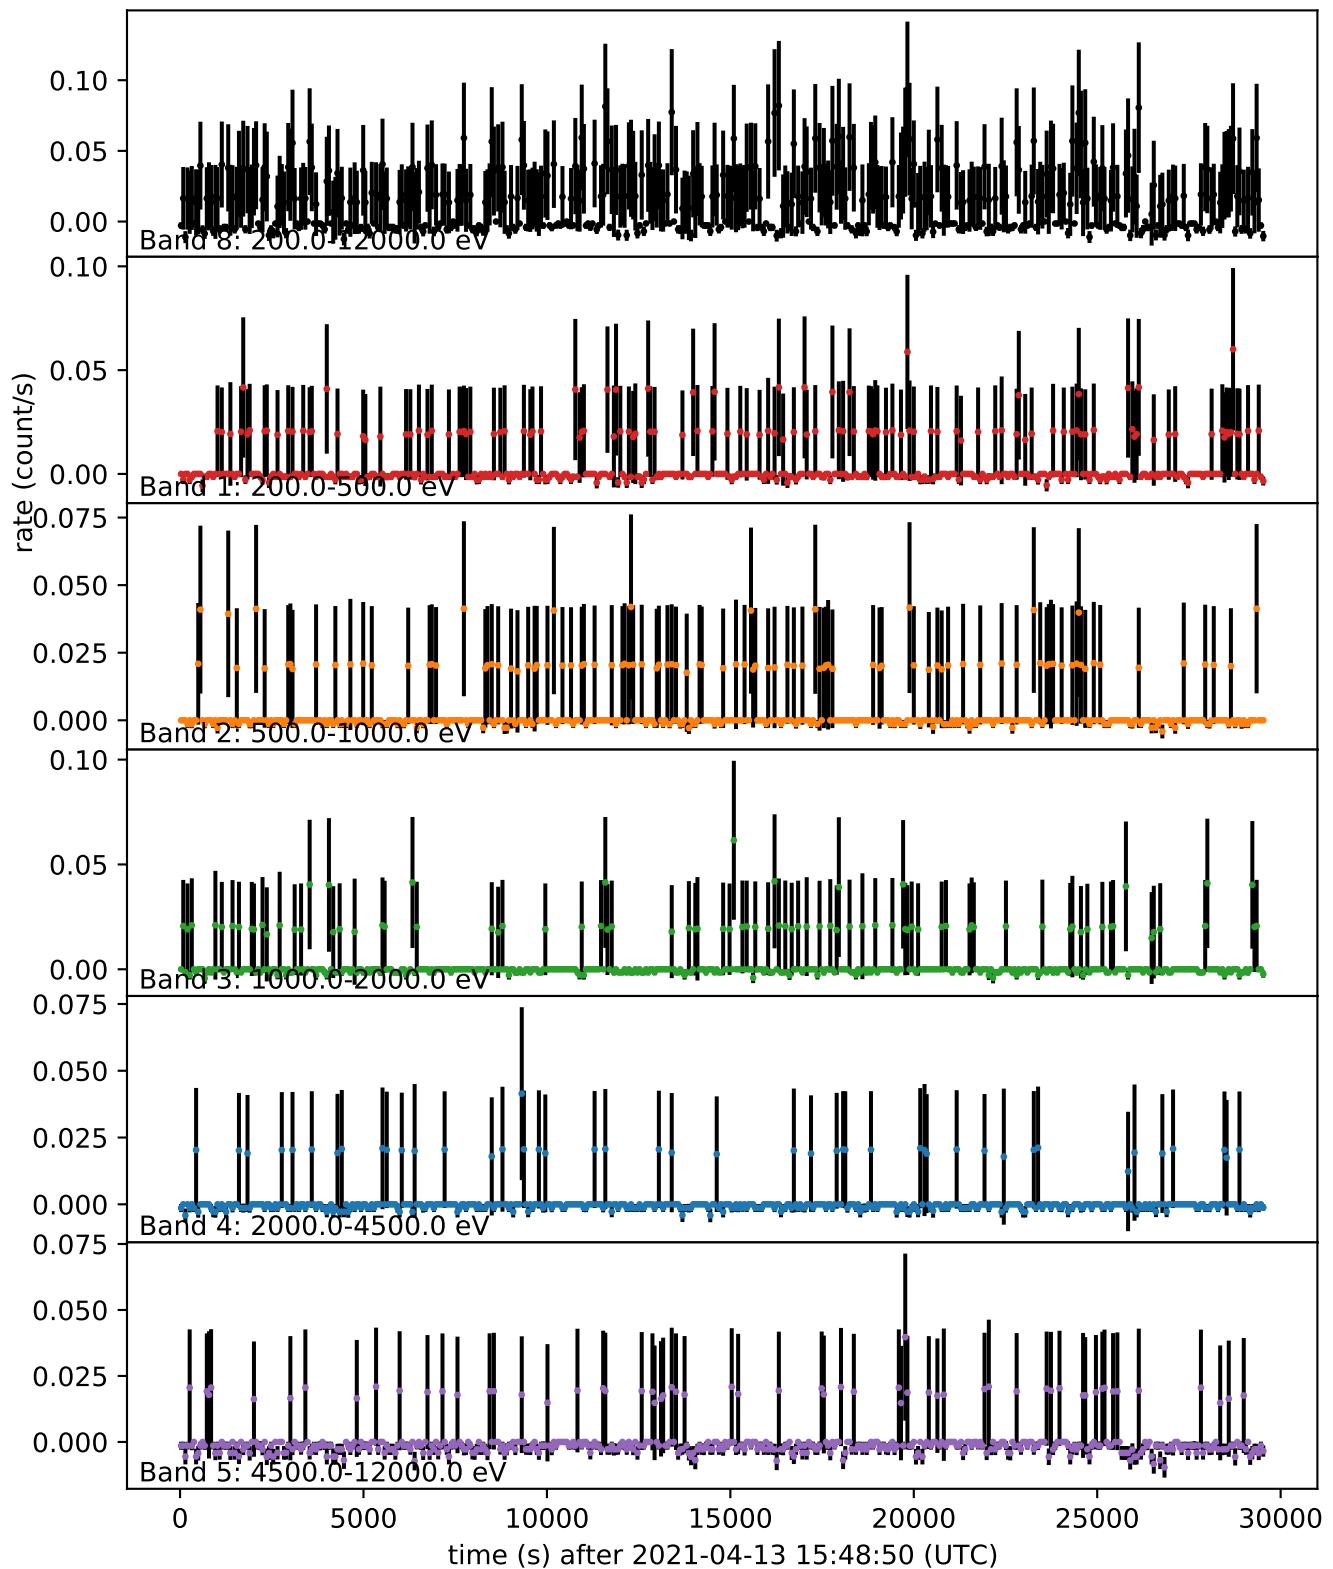 0.10
0.05
0.00
Band 8: 200.0-12000.0 eV
0.10
0.05
0.00
Band 1: 200.0-500.0 eV
rate (count/s)
0.075
0.050
0.025
0.000
Band 2: 500.0-1000.0 eV
0.10
0.05
0.00
Band 3: 1000.0-2000.0 eV
0.075
0.050
0.025
0.000
Band 4: 2000.0-4500.0 eV
0.075
0.050
0.025
0.000
Band 5: 4500.0-12000.0 eV
0 5000 10000 15000 20000 25000 30000
time (s) after 2021-04-13 15:48:50 (UTC)